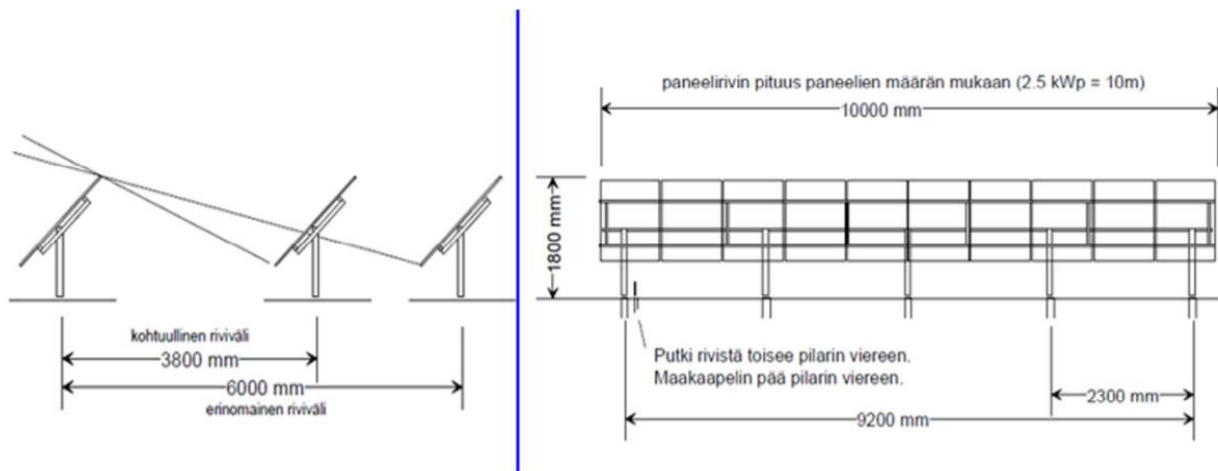 kohtuullinen riviväli
3800 mm
6000 mm
erinomainen riviväli
paneelirivin pituus paneelien määrän mukaan (2.5 kWp = 10m)
10000 mm
1800 mm
Putki rivistä toisee pilarin viereen.
Maakaapelin pää pilarin viereen.
2300 mm
9200 mm